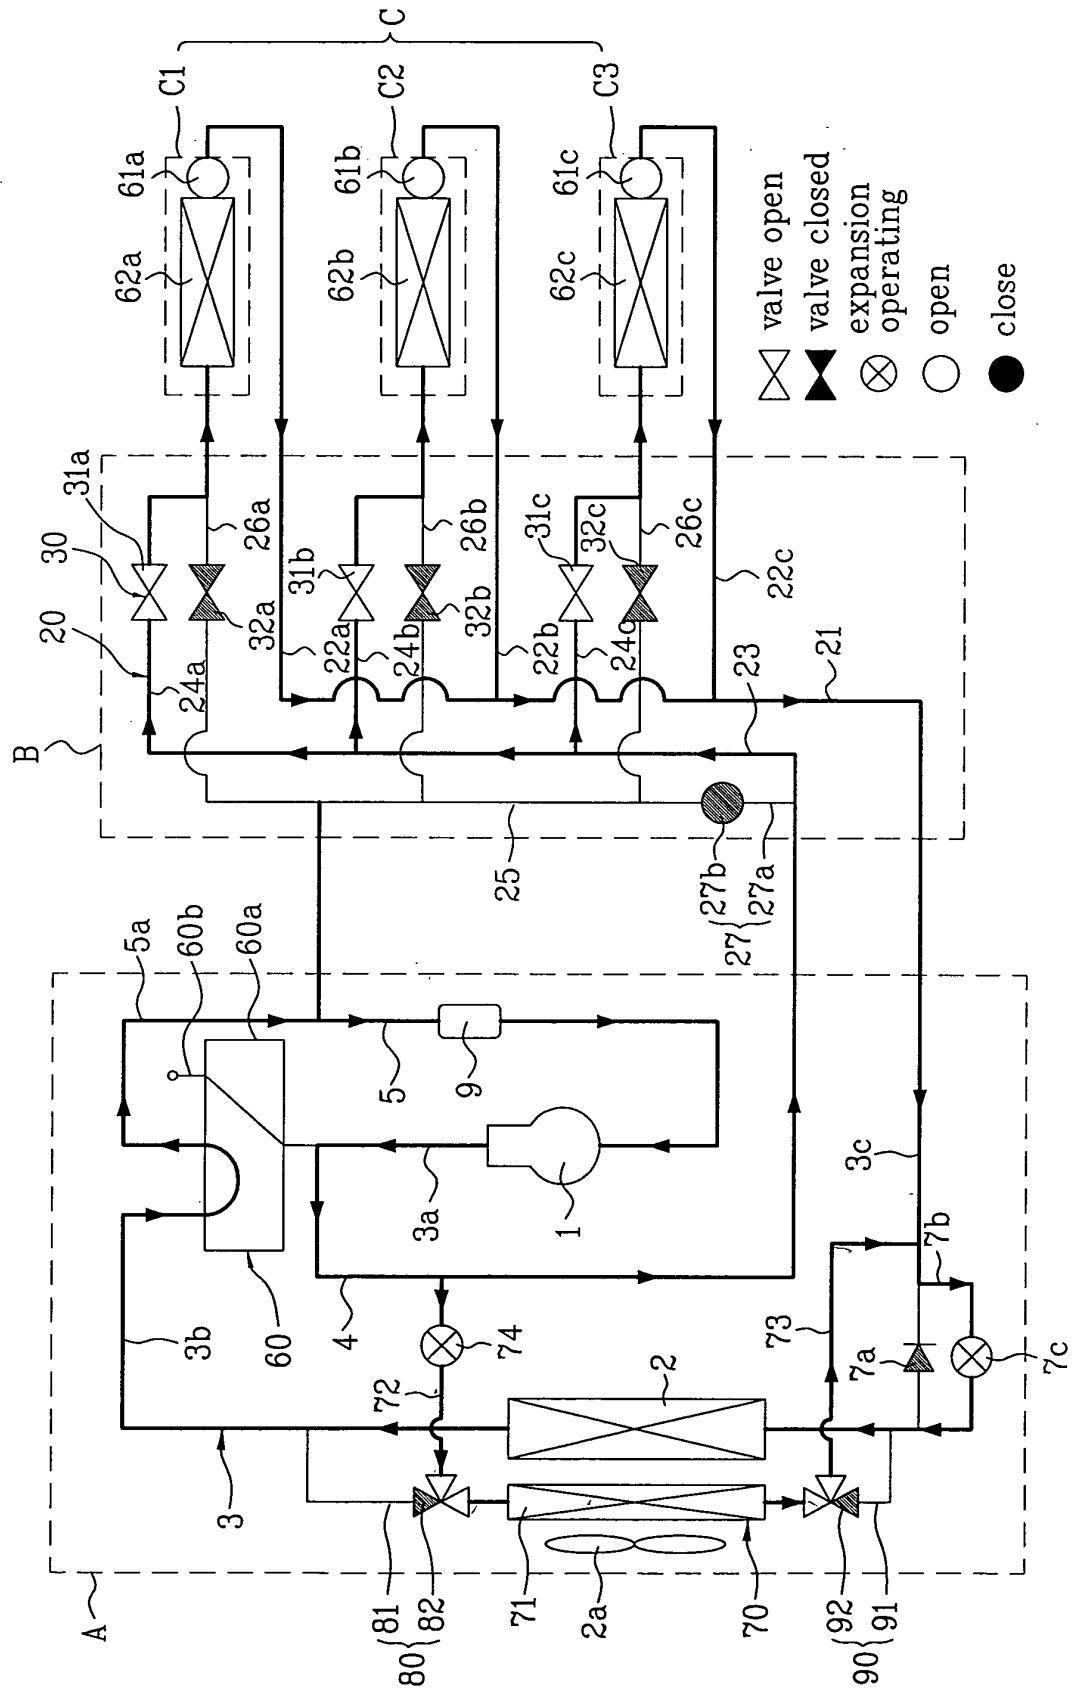 A
3
80
81
82
70
71
2a
2
90
92
91
3b
60
4
72
74
73
7a
7b
7c
5a
60b
60a
5
9
3a
1
3c
B
20
30
31a
24a
32a
26a
22a
31b
24b
32b
26b
22b
31c
24c
32c
26c
22c
23
21
25
27
27b
27a
C
C1
C2
C3
61a
62a
61b
62b
61c
62c
valve open
valve closed
expansion
operating
open
close